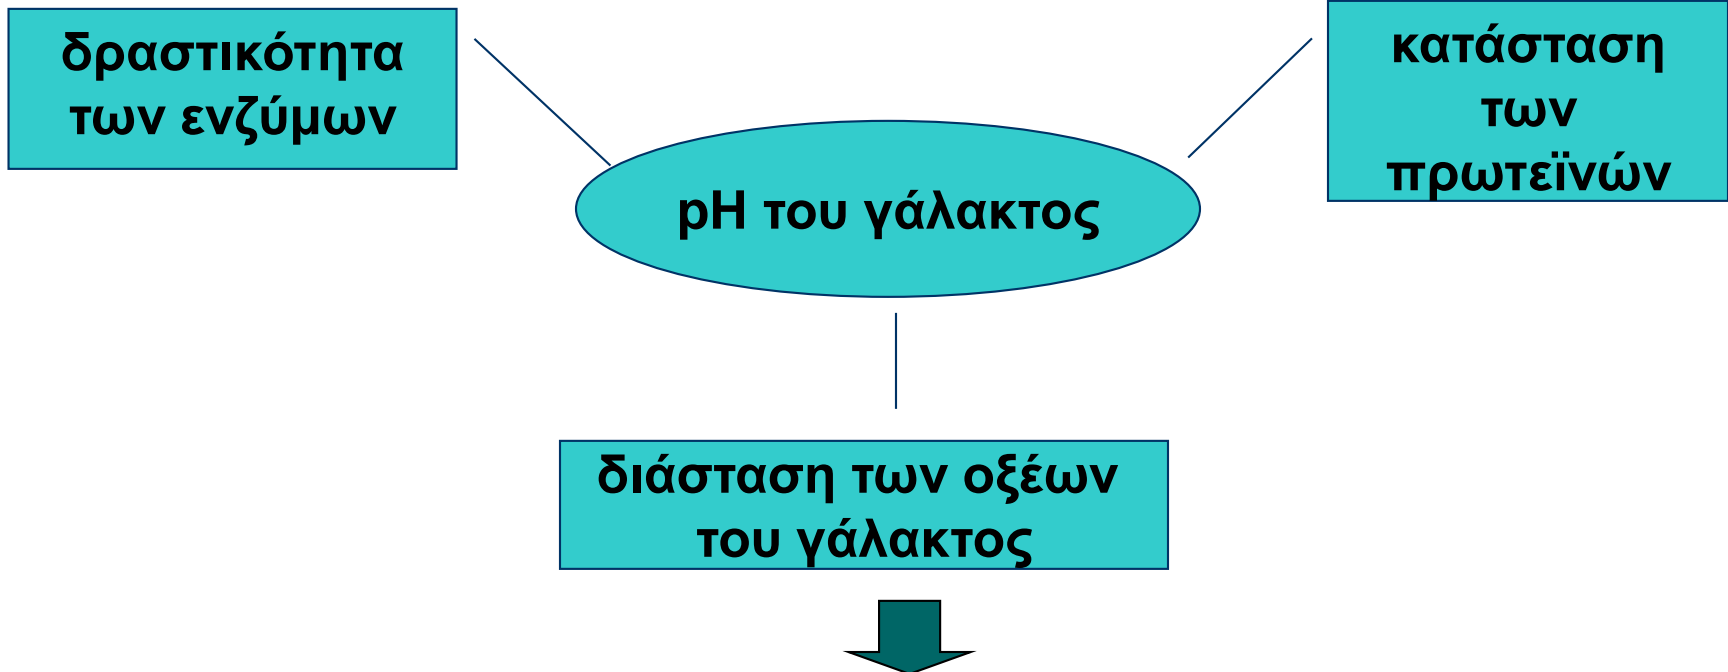 δραστικότητα
των ενζύμων
κατάσταση
των
πρωτεϊνών
pH του γάλακτος
διάσταση των οξέων
του γάλακτος